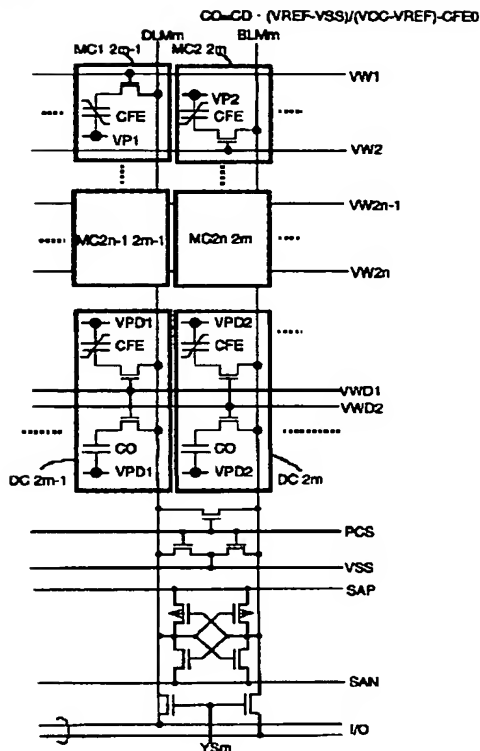 CO=CD · (VREF-VSS)/(VCC-VREF)-CFE0
DLMm BLMm
MC1 2m-1 MC2 2m
VW1
CFE VP2
VP1 CFE
VW2
VW2n-1
MC2n-1 2m-1 MC2n 2m
VW2n
VPD1 VPD2
CFE CFE
VWD1
VWD2
CO CO
VPD1 VPD2
DC 2m-1 DC 2m
PCS
VSS
SAP
SAN
I/O
YSm